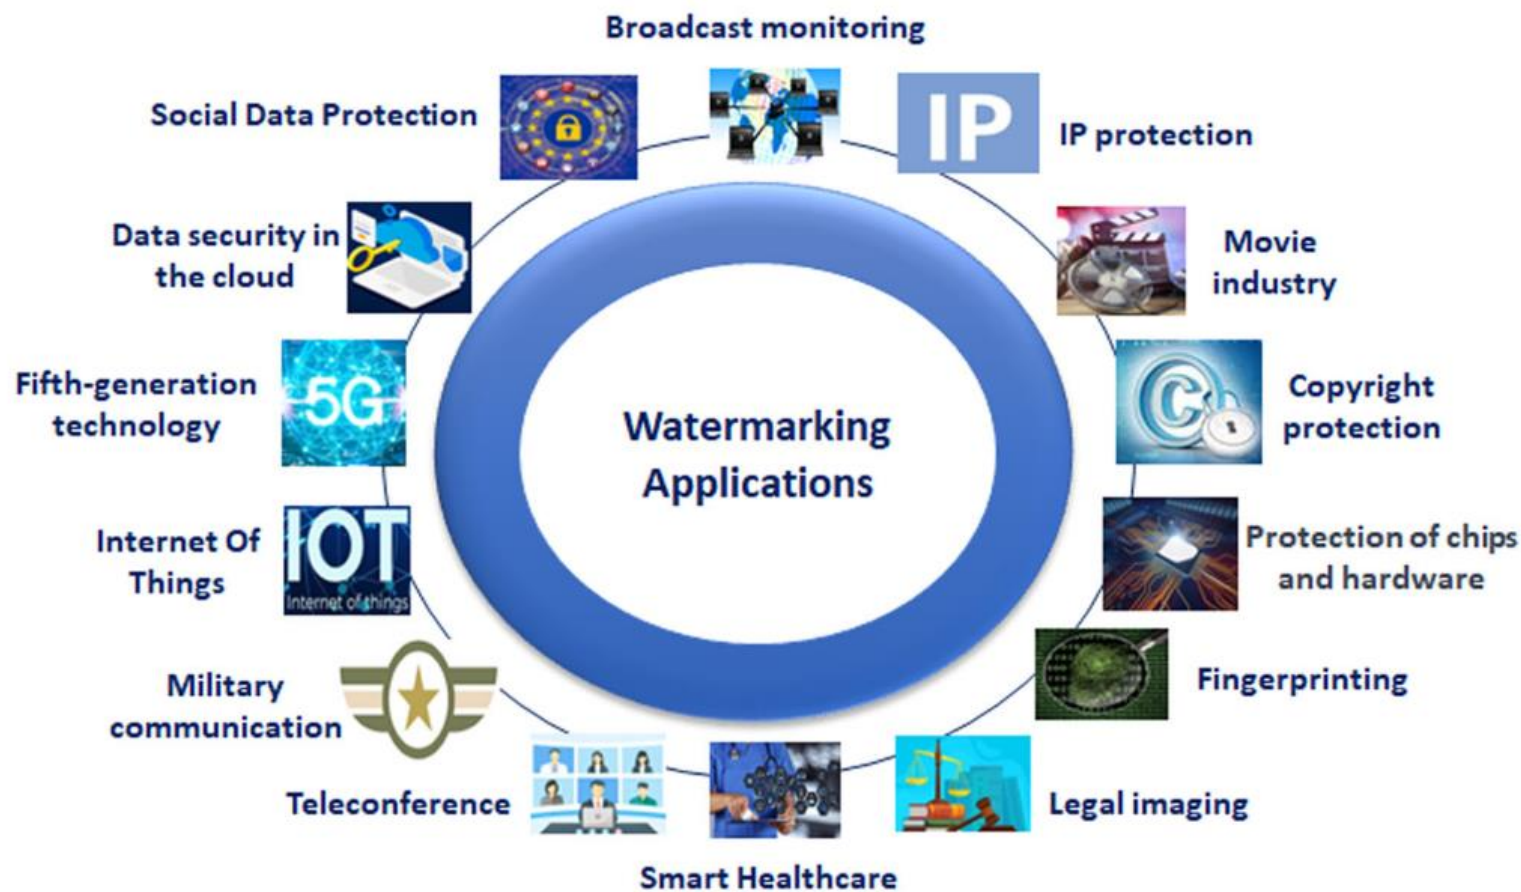 Broadcast monitoring
Social Data Protection
IP
IP protection
Data security in
the cloud
Movie
industry
Fifth-generation
technology
5G
Copyright
protection
C
Watermarking
Applications
Internet Of
Things
IOT
Internet of things
Protection of chips
and hardware
Military
communication
Fingerprinting
Teleconference
Legal imaging
Smart Healthcare